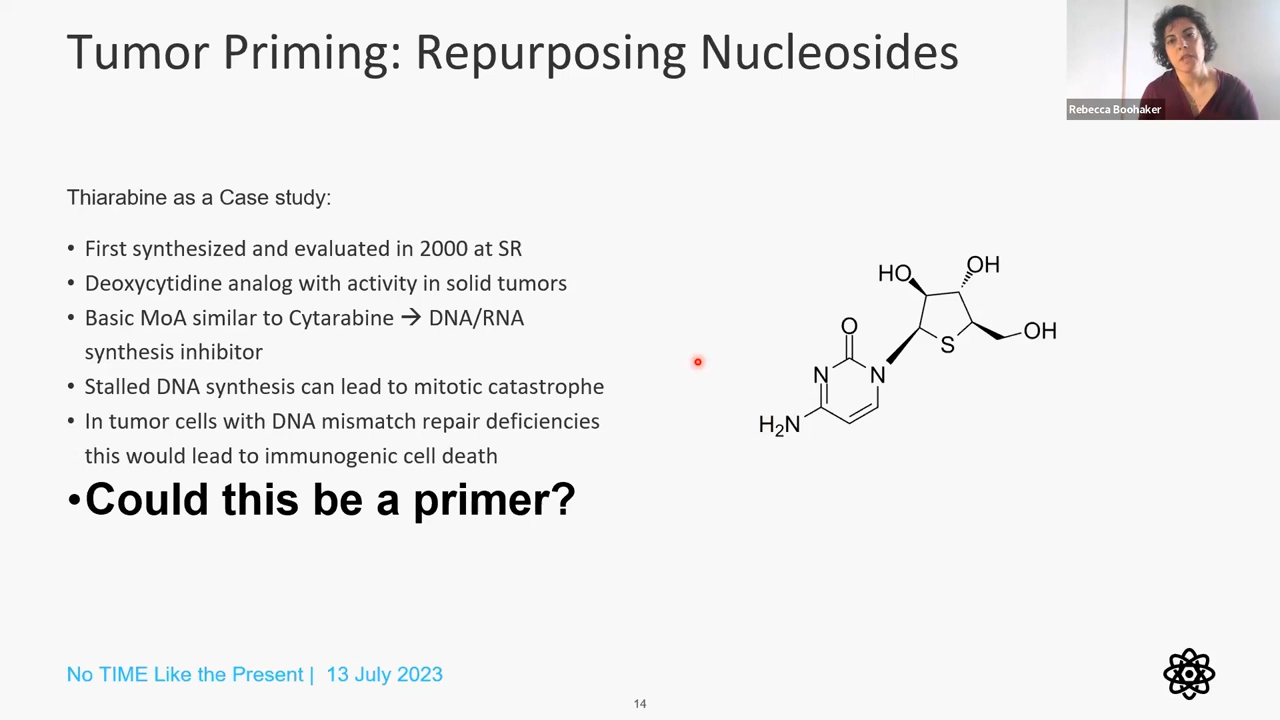 Tumor Priming: Repurposing Nucleosides
Rebecca Boohaker
Thiarabine as a Case study:
• First synthesized and evaluated in 2000 at SR
• Deoxycytidine analog with activity in solid tumors
• Basic MoA similar to Cytarabine → DNA/RNA
synthesis inhibitor
• Stalled DNA synthesis can lead to mitotic catastrophe
• In tumor cells with DNA mismatch repair deficiencies
this would lead to immunogenic cell death
•Could this be a primer?
HO OH
O S OH
N N
H₂N
No TIME Like the Present | 13 July 2023
14